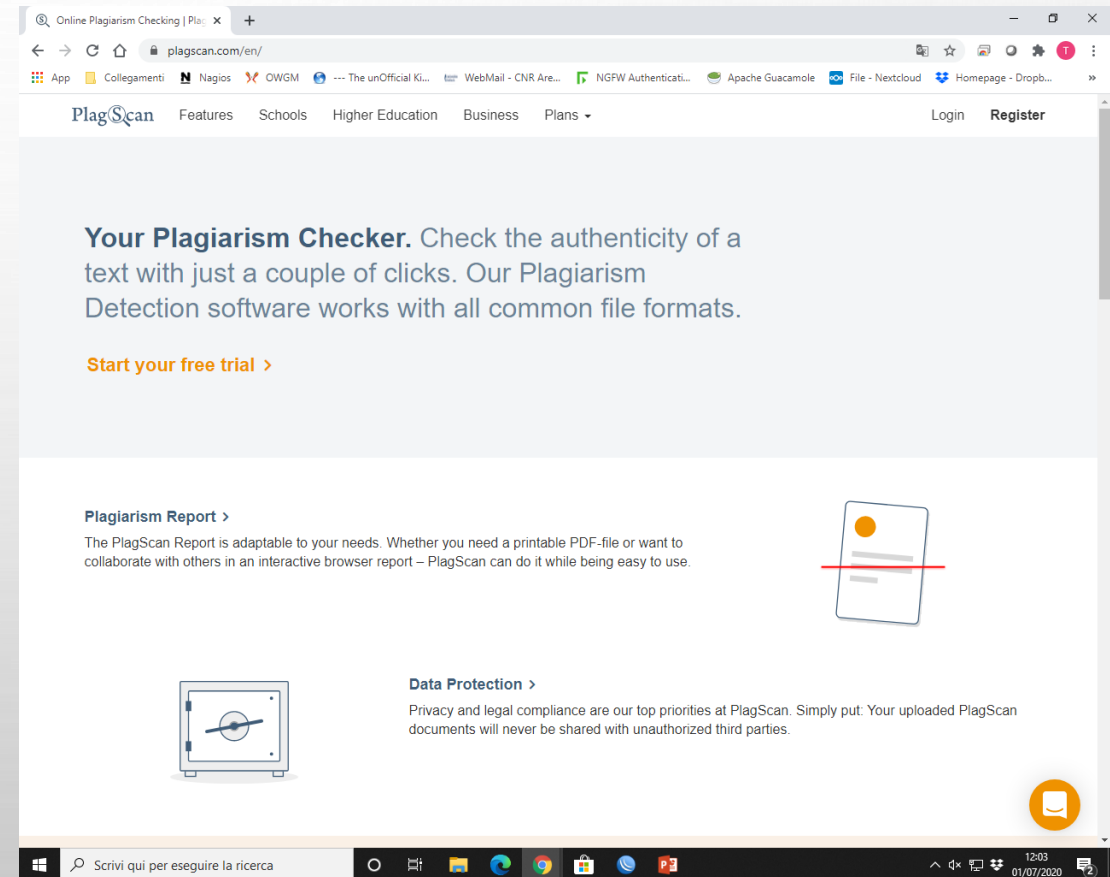 Online Plagiarism Checking | Plag
plagscan.com/en/
T
App Collegamenti Nagios OWGM --- The unOfficial Ki... WebMail - CNR Are... NGFW Authenticati... Apache Guacamole File - Nextcloud Homepage - Dropb... »
PlagScan Features Schools Higher Education Business Plans Login Register
Your Plagiarism Checker. Check the authenticity of a
text with just a couple of clicks. Our Plagiarism
Detection software works with all common file formats.
Start your free trial >
Plagiarism Report >
The PlagScan Report is adaptable to your needs. Whether you need a printable PDF-file or want to
collaborate with others in an interactive browser report – PlagScan can do it while being easy to use.
Data Protection >
Privacy and legal compliance are our top priorities at PlagScan. Simply put: Your uploaded PlagScan
documents will never be shared with unauthorized third parties.
Scrivi qui per eseguire la ricerca
12:03
01/07/2020
2